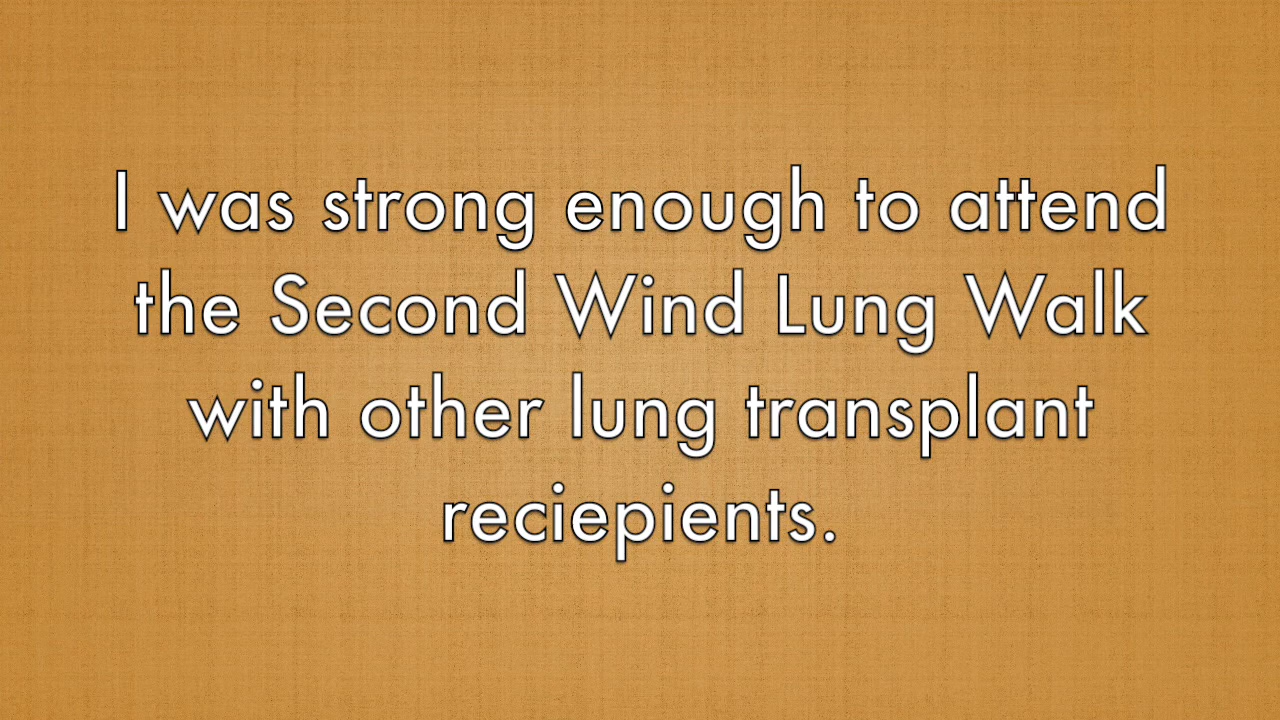 I was strong enough to attend
the Second Wind Lung Walk
with other lung transplant
reciepients.